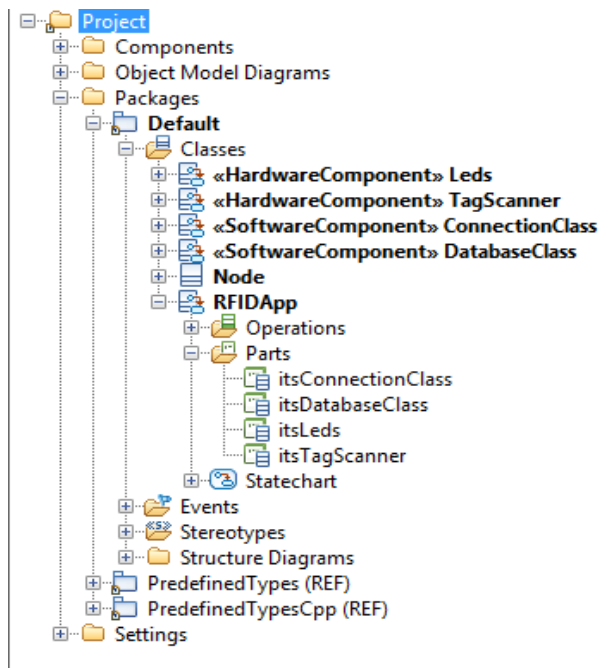 Project
Components
Object Model Diagrams
Packages
Default
Classes
«HardwareComponent» Leds
«HardwareComponent» TagScanner
«SoftwareComponent» ConnectionClass
«SoftwareComponent» DatabaseClass
Node
RFIDApp
Operations
Parts
itsConnectionClass
itsDatabaseClass
itsLeds
itsTagScanner
Statechart
Events
«S» Stereotypes
Structure Diagrams
PredefinedTypes (REF)
PredefinedTypesCpp (REF)
Settings